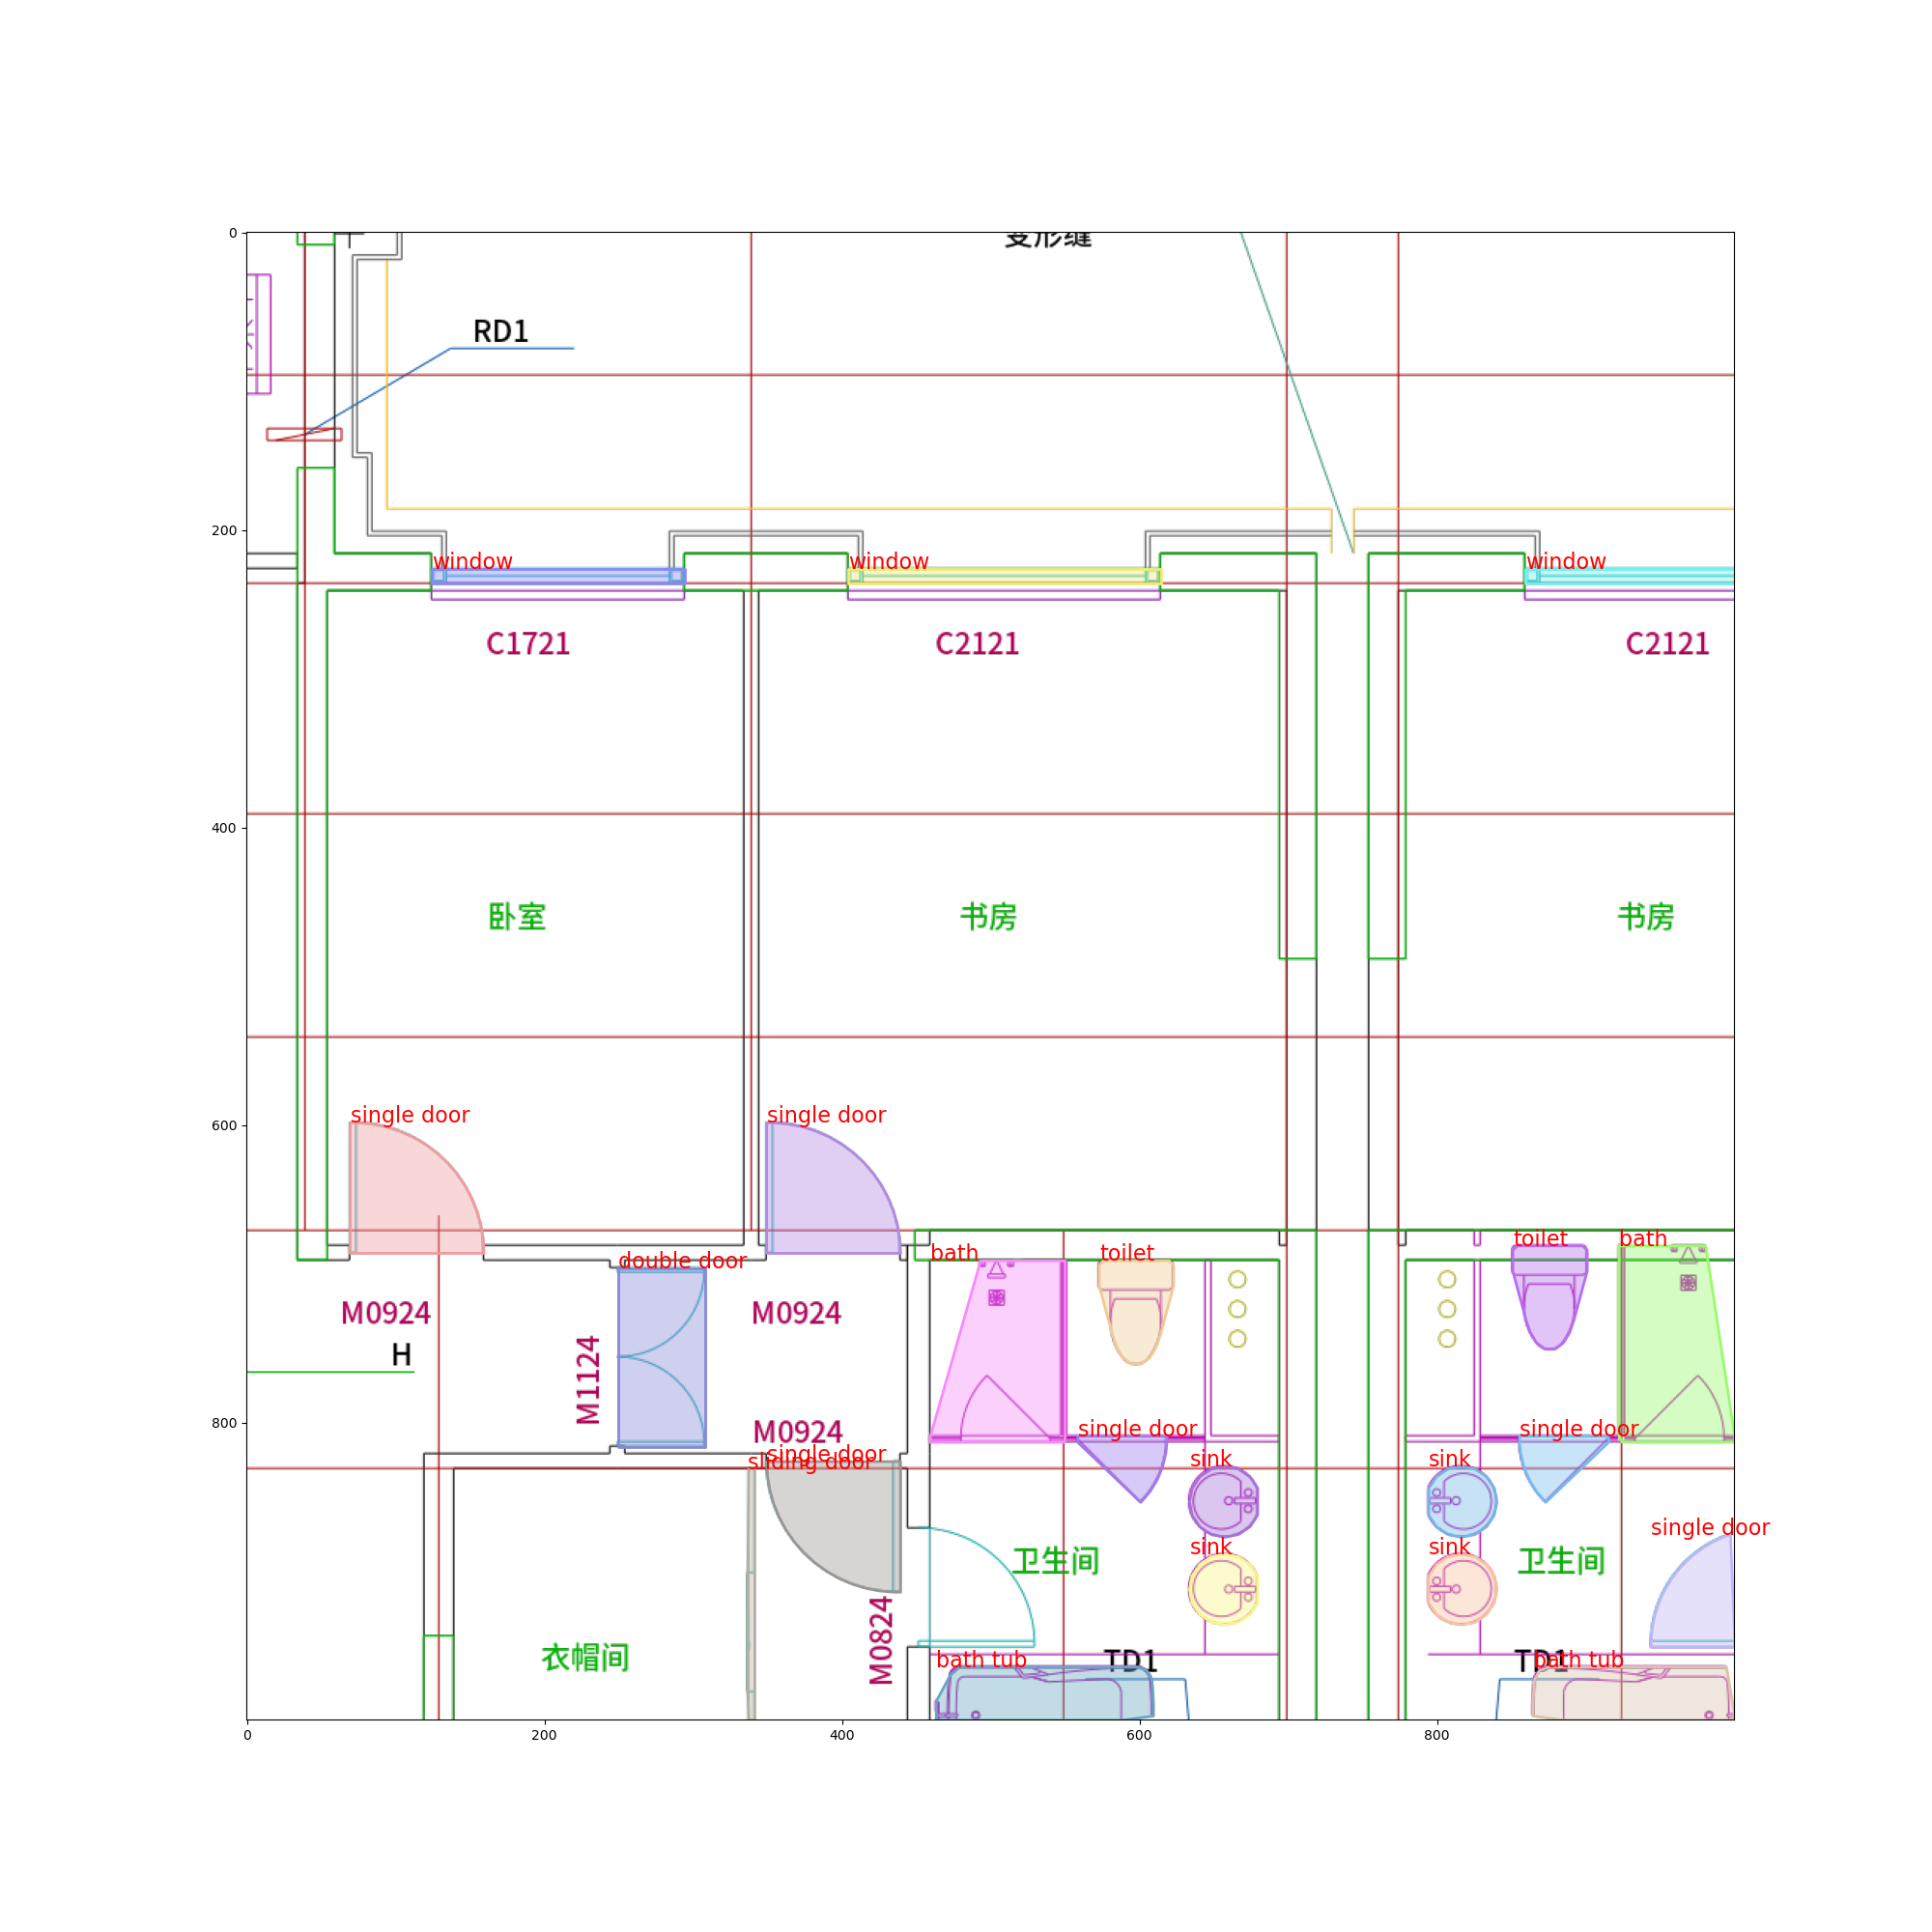 0
变形缝
RD1
200
window
window
window
C1721
C2121
C2121
400
卧室
书房
书房
600
single door
single door
toilet
bath
bath
toilet
double door
M0924
M0924
H
M1124
800
M0924
single door
single door
single door
sliding door
sink
sink
single door
sink
sink
卫生间
卫生间
M0824
衣帽间
TD1
TD1
bath tub
bath tub
0
200
400
600
800